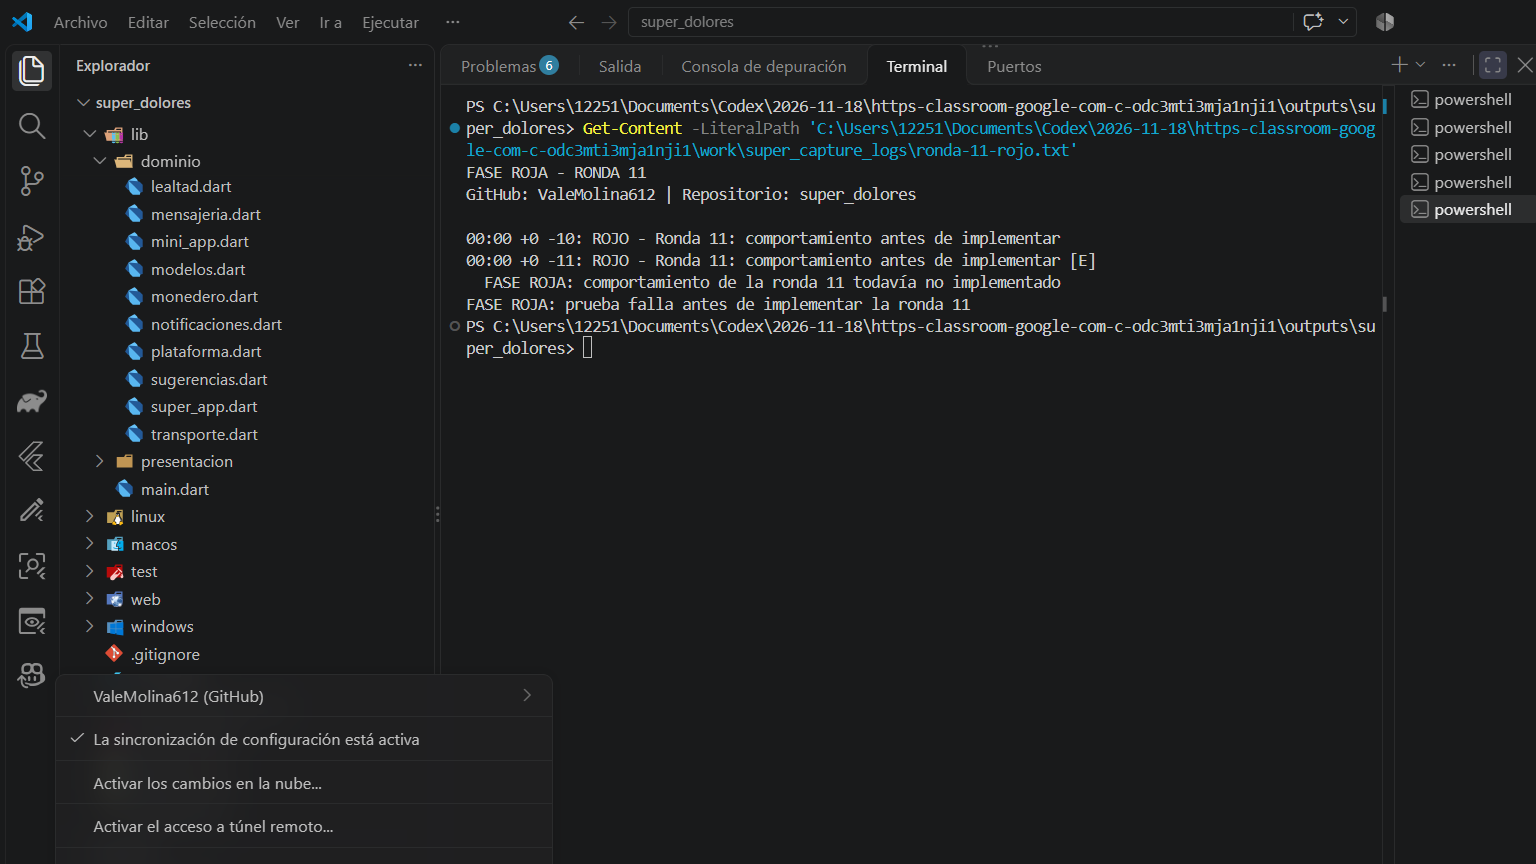 Archivo Editar Selección Ver Ir a Ejecutar ···
super_dolores
Explorador ···
super_dolores
lib
dominio
lealtad.dart
mensajeria.dart
mini_app.dart
modelos.dart
monedero.dart
notificaciones.dart
plataforma.dart
sugerencias.dart
super_app.dart
transporte.dart
presentacion
main.dart
linux
macos
test
web
windows
.gitignore
ValeMolina612 (GitHub)
La sincronización de configuración está activa
Activar los cambios en la nube...
Activar el acceso a túnel remoto...
Problemas 6 Salida Consola de depuración Terminal Puertos
PS C:\Users\12251\Documents\Codex\2026-11-18\https-classroom-google-com-c-odc3mti3mja1nji1\outputs\su
per_dolores> Get-Content -LiteralPath 'C:\Users\12251\Documents\Codex\2026-11-18\https-classroom-goog
le-com-c-odc3mti3mja1nji1\work\super_capture_logs\ronda-11-rojo.txt'
FASE ROJA - RONDA 11
GitHub: ValeMolina612 | Repositorio: super_dolores
00:00 +0 -10: ROJO - Ronda 11: comportamiento antes de implementar
00:00 +0 -11: ROJO - Ronda 11: comportamiento antes de implementar [E]
FASE ROJA: comportamiento de la ronda 11 todavía no implementado
FASE ROJA: prueba falla antes de implementar la ronda 11
PS C:\Users\12251\Documents\Codex\2026-11-18\https-classroom-google-com-c-odc3mti3mja1nji1\outputs\su
per_dolores>
powershell
powershell
powershell
powershell
powershell